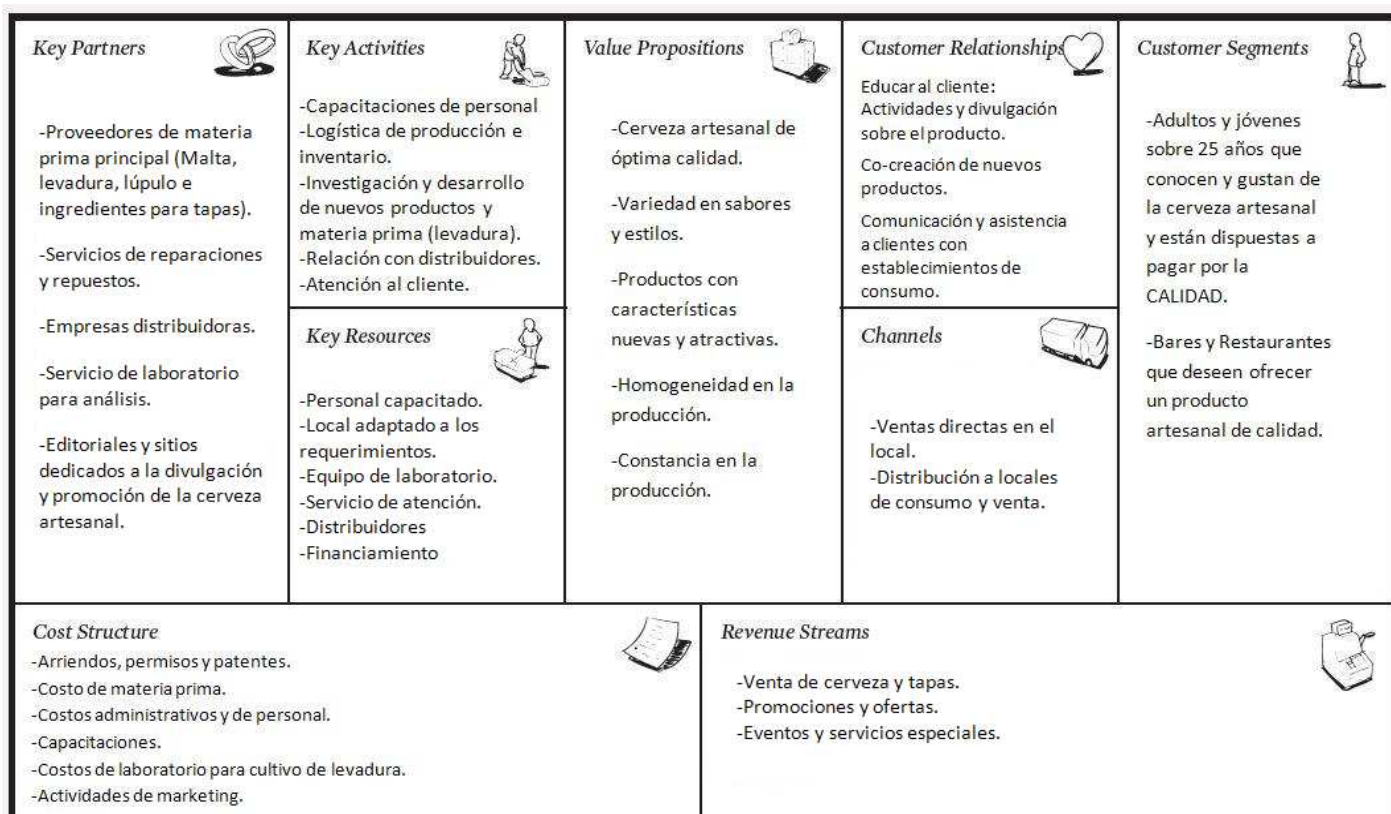 Key Partners
-Proveedores de materia
prima principal (Malta,
levadura, lúpulo e
ingredientes para tapas).
-Servicios de reparaciones
y repuestos.
-Empresas distribuidoras.
-Servicio de laboratorio
para análisis.
-Editoriales y sitios
dedicados a la divulgación
y promoción de la cerveza
artesanal.
Key Activities
-Capacitaciones de personal
-Logística de producción e
inventario.
-Investigación y desarrollo
de nuevos productos y
materia prima (levadura).
-Relación con distribuidores.
-Atención al cliente.
Key Resources
-Personal capacitado.
-Local adaptado a los
requerimientos.
-Equipo de laboratorio.
-Servicio de atención.
-Distribuidores
-Financiamiento
Value Propositions
-Cerveza artesanal de
óptima calidad.
-Variedad en sabores
y estilos.
-Productos con
características
nuevas y atractivas.
-Homogeneidad en la
producción.
-Constancia en la
producción.
Customer Relationships
Educar al cliente:
Actividades y divulgación
sobre el producto.
Co-creación de nuevos
productos.
Comunicación y asistencia
a clientes con
establecimientos de
consumo.
Channels
-Ventas directas en el
local.
-Distribución a locales
de consumo y venta.
Customer Segments
-Adultos y jóvenes
sobre 25 años que
conocen y gustan de
la cerveza artesanal
y están dispuestas a
pagar por la
CALIDAD.
-Bares y Restaurantes
que deseen ofrecer
un producto
artesanal de calidad.
Cost Structure
-Arriendos, permisos y patentes.
-Costo de materia prima.
-Costos administrativos y de personal.
-Capacitaciones.
-Costos de laboratorio para cultivo de levadura.
-Actividades de marketing.
Revenue Streams
-Venta de cerveza y tapas.
-Promociones y ofertas.
-Eventos y servicios especiales.